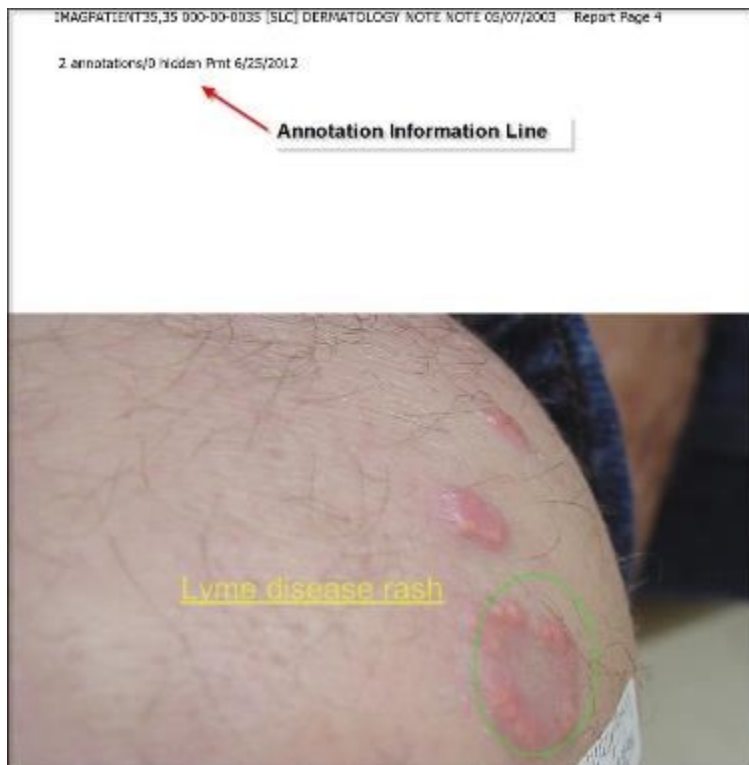 IMAGPATIENT35,35 000-00-0035 [SLC] DERMATOLOGY NOTE NOTE 05/07/2003 Report Page 4
2 annotations/0 hidden Prnt 6/25/2012
Annotation Information Line
Lyme disease rash